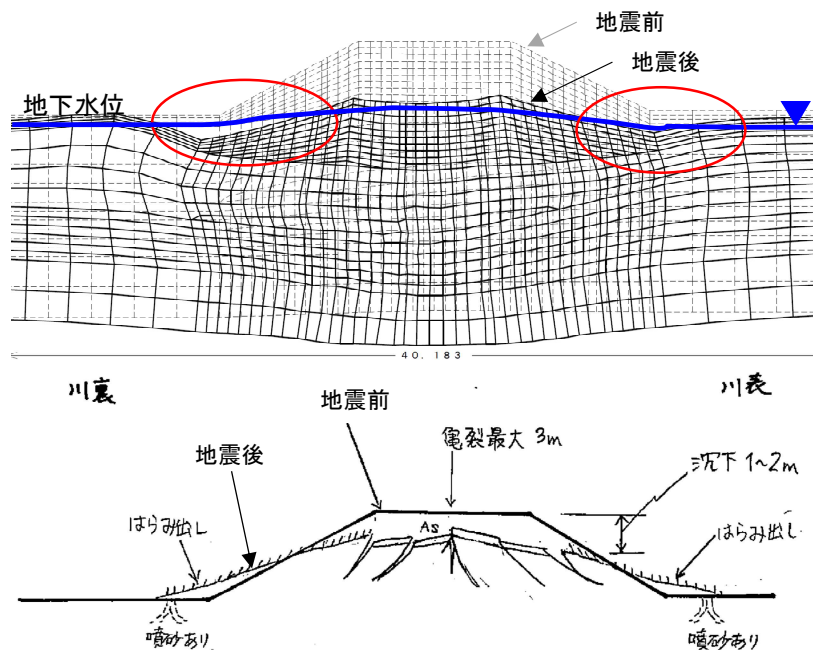 地震前
地震後
地下水位
40.183
川裏
川表
地震前
亀裂最大 3m
地震後
沈下 1~2m
はらみ出し
As
はらみ出し
噴砂あり
噴砂あり